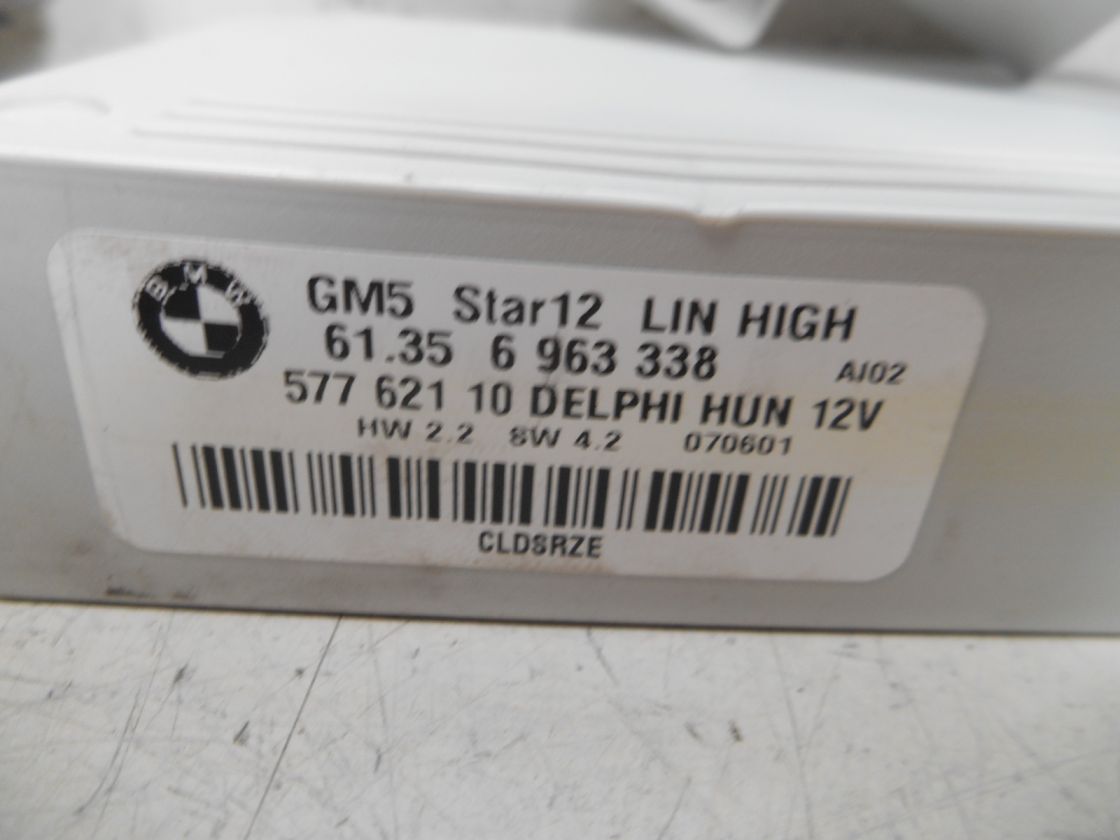 BMW
GM5 Star12 LIN HIGH
61.35 6 963 338 AI02
577 621 10 DELPHI HUN 12V
HW 2.2 SW 4.2 070601
CLDSRZE